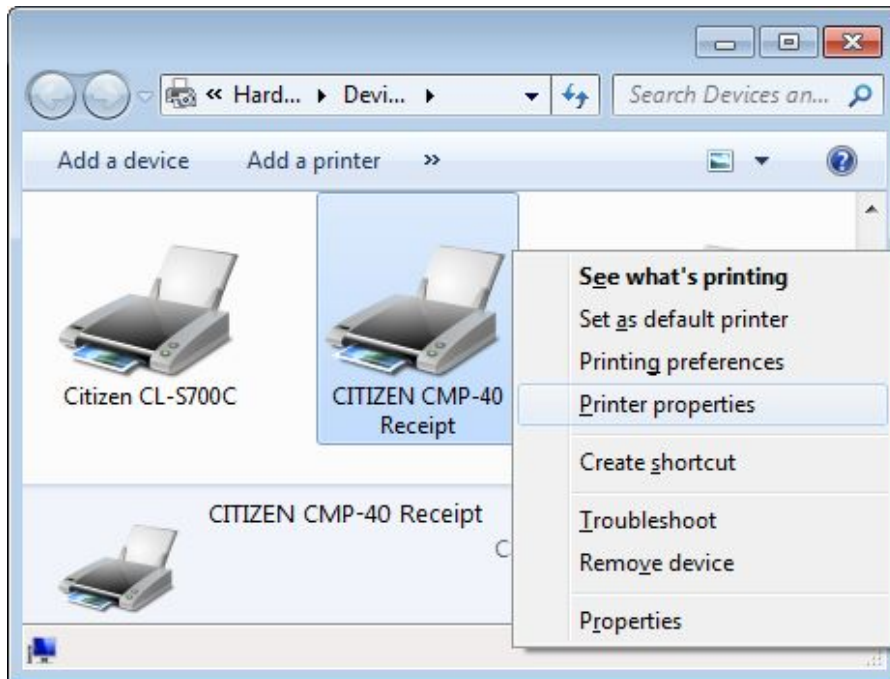 « Hard... ▸ Devi... ▸
Search Devices an...
Add a device
Add a printer
»
Citizen CL-S700C
CITIZEN CMP-40
Receipt
See what's printing
Set as default printer
Printing preferences
Printer properties
Create shortcut
Troubleshoot
Remove device
Properties
CITIZEN CMP-40 Receipt
C